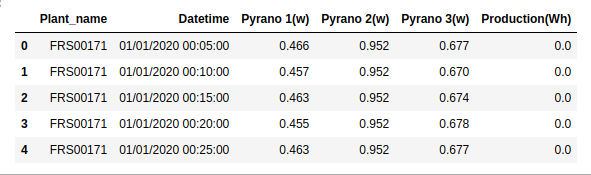 Plant_name Datetime Pyrano 1(w) Pyrano 2(w) Pyrano 3(w) Production(Wh)
0 FRS00171 01/01/2020 00:05:00 0.466 0.952 0.677 0.0
1 FRS00171 01/01/2020 00:10:00 0.457 0.952 0.670 0.0
2 FRS00171 01/01/2020 00:15:00 0.463 0.952 0.674 0.0
3 FRS00171 01/01/2020 00:20:00 0.455 0.952 0.678 0.0
4 FRS00171 01/01/2020 00:25:00 0.463 0.952 0.677 0.0